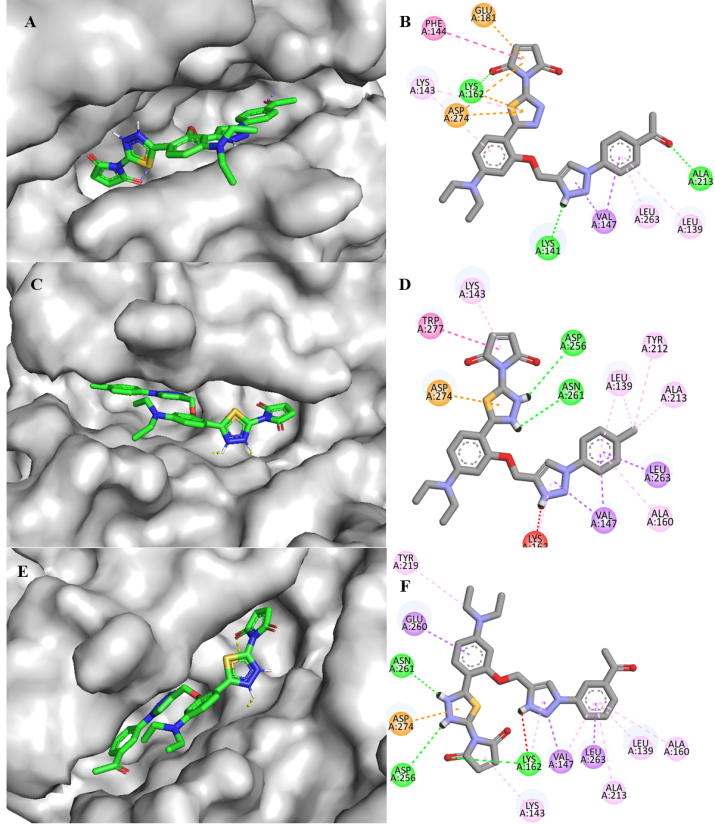 A
B
GLU
A:181
PHE
A:144
LYS
A:143
LYS
A:162
ASP
A:274
ALA
A:213
VAL
A:147
LEU
A:263
LEU
A:139
LYS
A:141
C
D
LYS
A:143
TRP
A:277
ASP
A:256
TYR
A:212
ASP
A:274
ASN
A:261
LEU
A:139
ALA
A:213
LEU
A:263
VAL
A:147
ALA
A:160
LYS
A:162
E
F
TYR
A:219
GLU
A:260
ASN
A:261
ASP
A:274
ASP
A:256
LYS
A:162
VAL
A:147
LEU
A:263
LEU
A:139
ALA
A:160
ALA
A:213
LYS
A:143